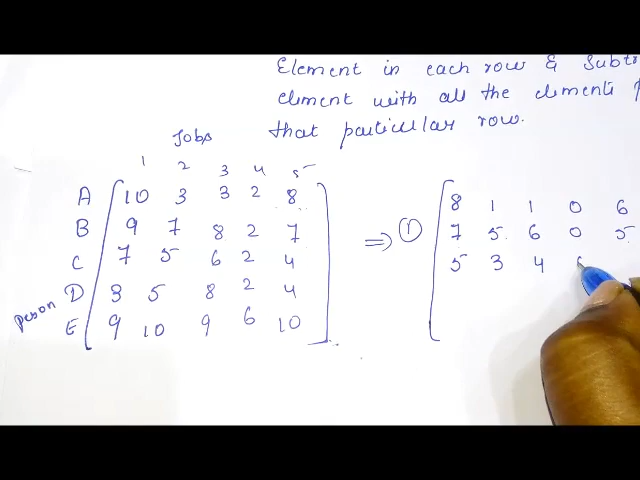 Element in each row & Subtr
element with all the elements
that particular row.
Jobs
1 2 3 4 5
A 10 3 3 2 8
B 9 7 8 2 7
C 7 5 6 2 4
person D 3 5 8 2 4
E 9 10 9 6 10
⇒ ①
8 1 1 0 6
7 5 6 0 5
5 3 4